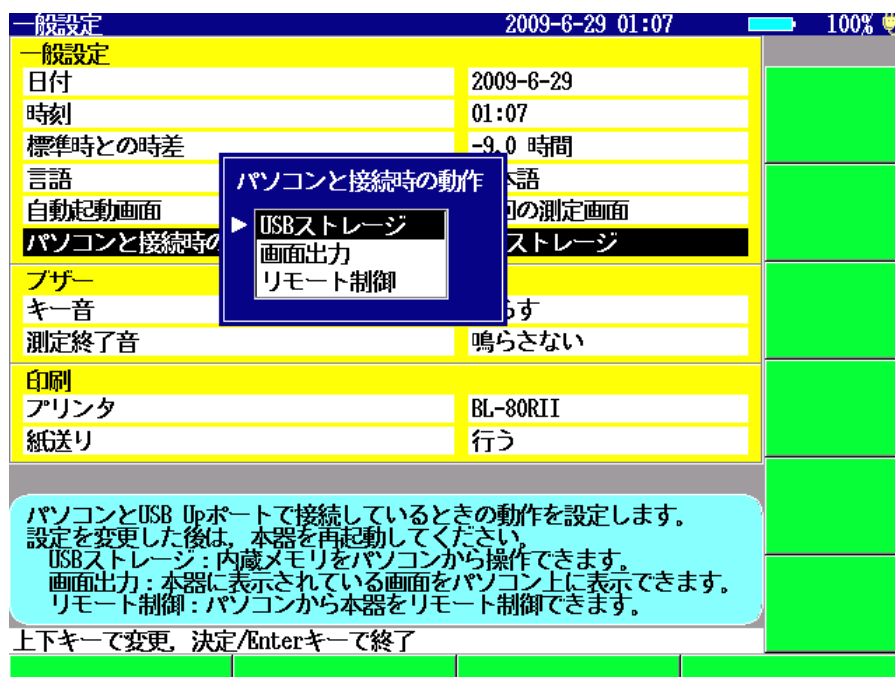 一般設定 2009-6-29 01:07 100%
一般設定
日付 2009-6-29
時刻 01:07
標準時との時差 -9.0 時間
言語 語
自動起動画面 の測定画面
パソコンと接続時の ストレージ
パソコンと接続時の動作
USBストレージ
画面出力
リモート制御
ブザー
キー音 す
測定終了音 鳴らさない
印刷
プリンタ BL-80RII
紙送り 行う
パソコンとUSB Upポートで接続しているときの動作を設定します。
設定を変更した後は, 本器を再起動してください。
USBストレージ：内蔵メモリをパソコンから操作できます。
画面出力：本器に表示されている画面をパソコン上に表示できます。
リモート制御：パソコンから本器をリモート制御できます。
上下キーで変更, 決定/Enterキーで終了